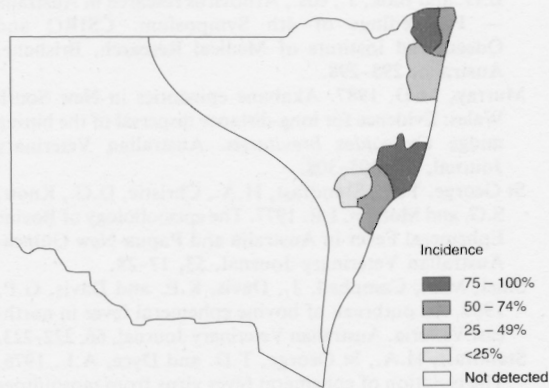 Incidence
75 - 100%
50 - 74%
25 - 49%
<25%
Not detected